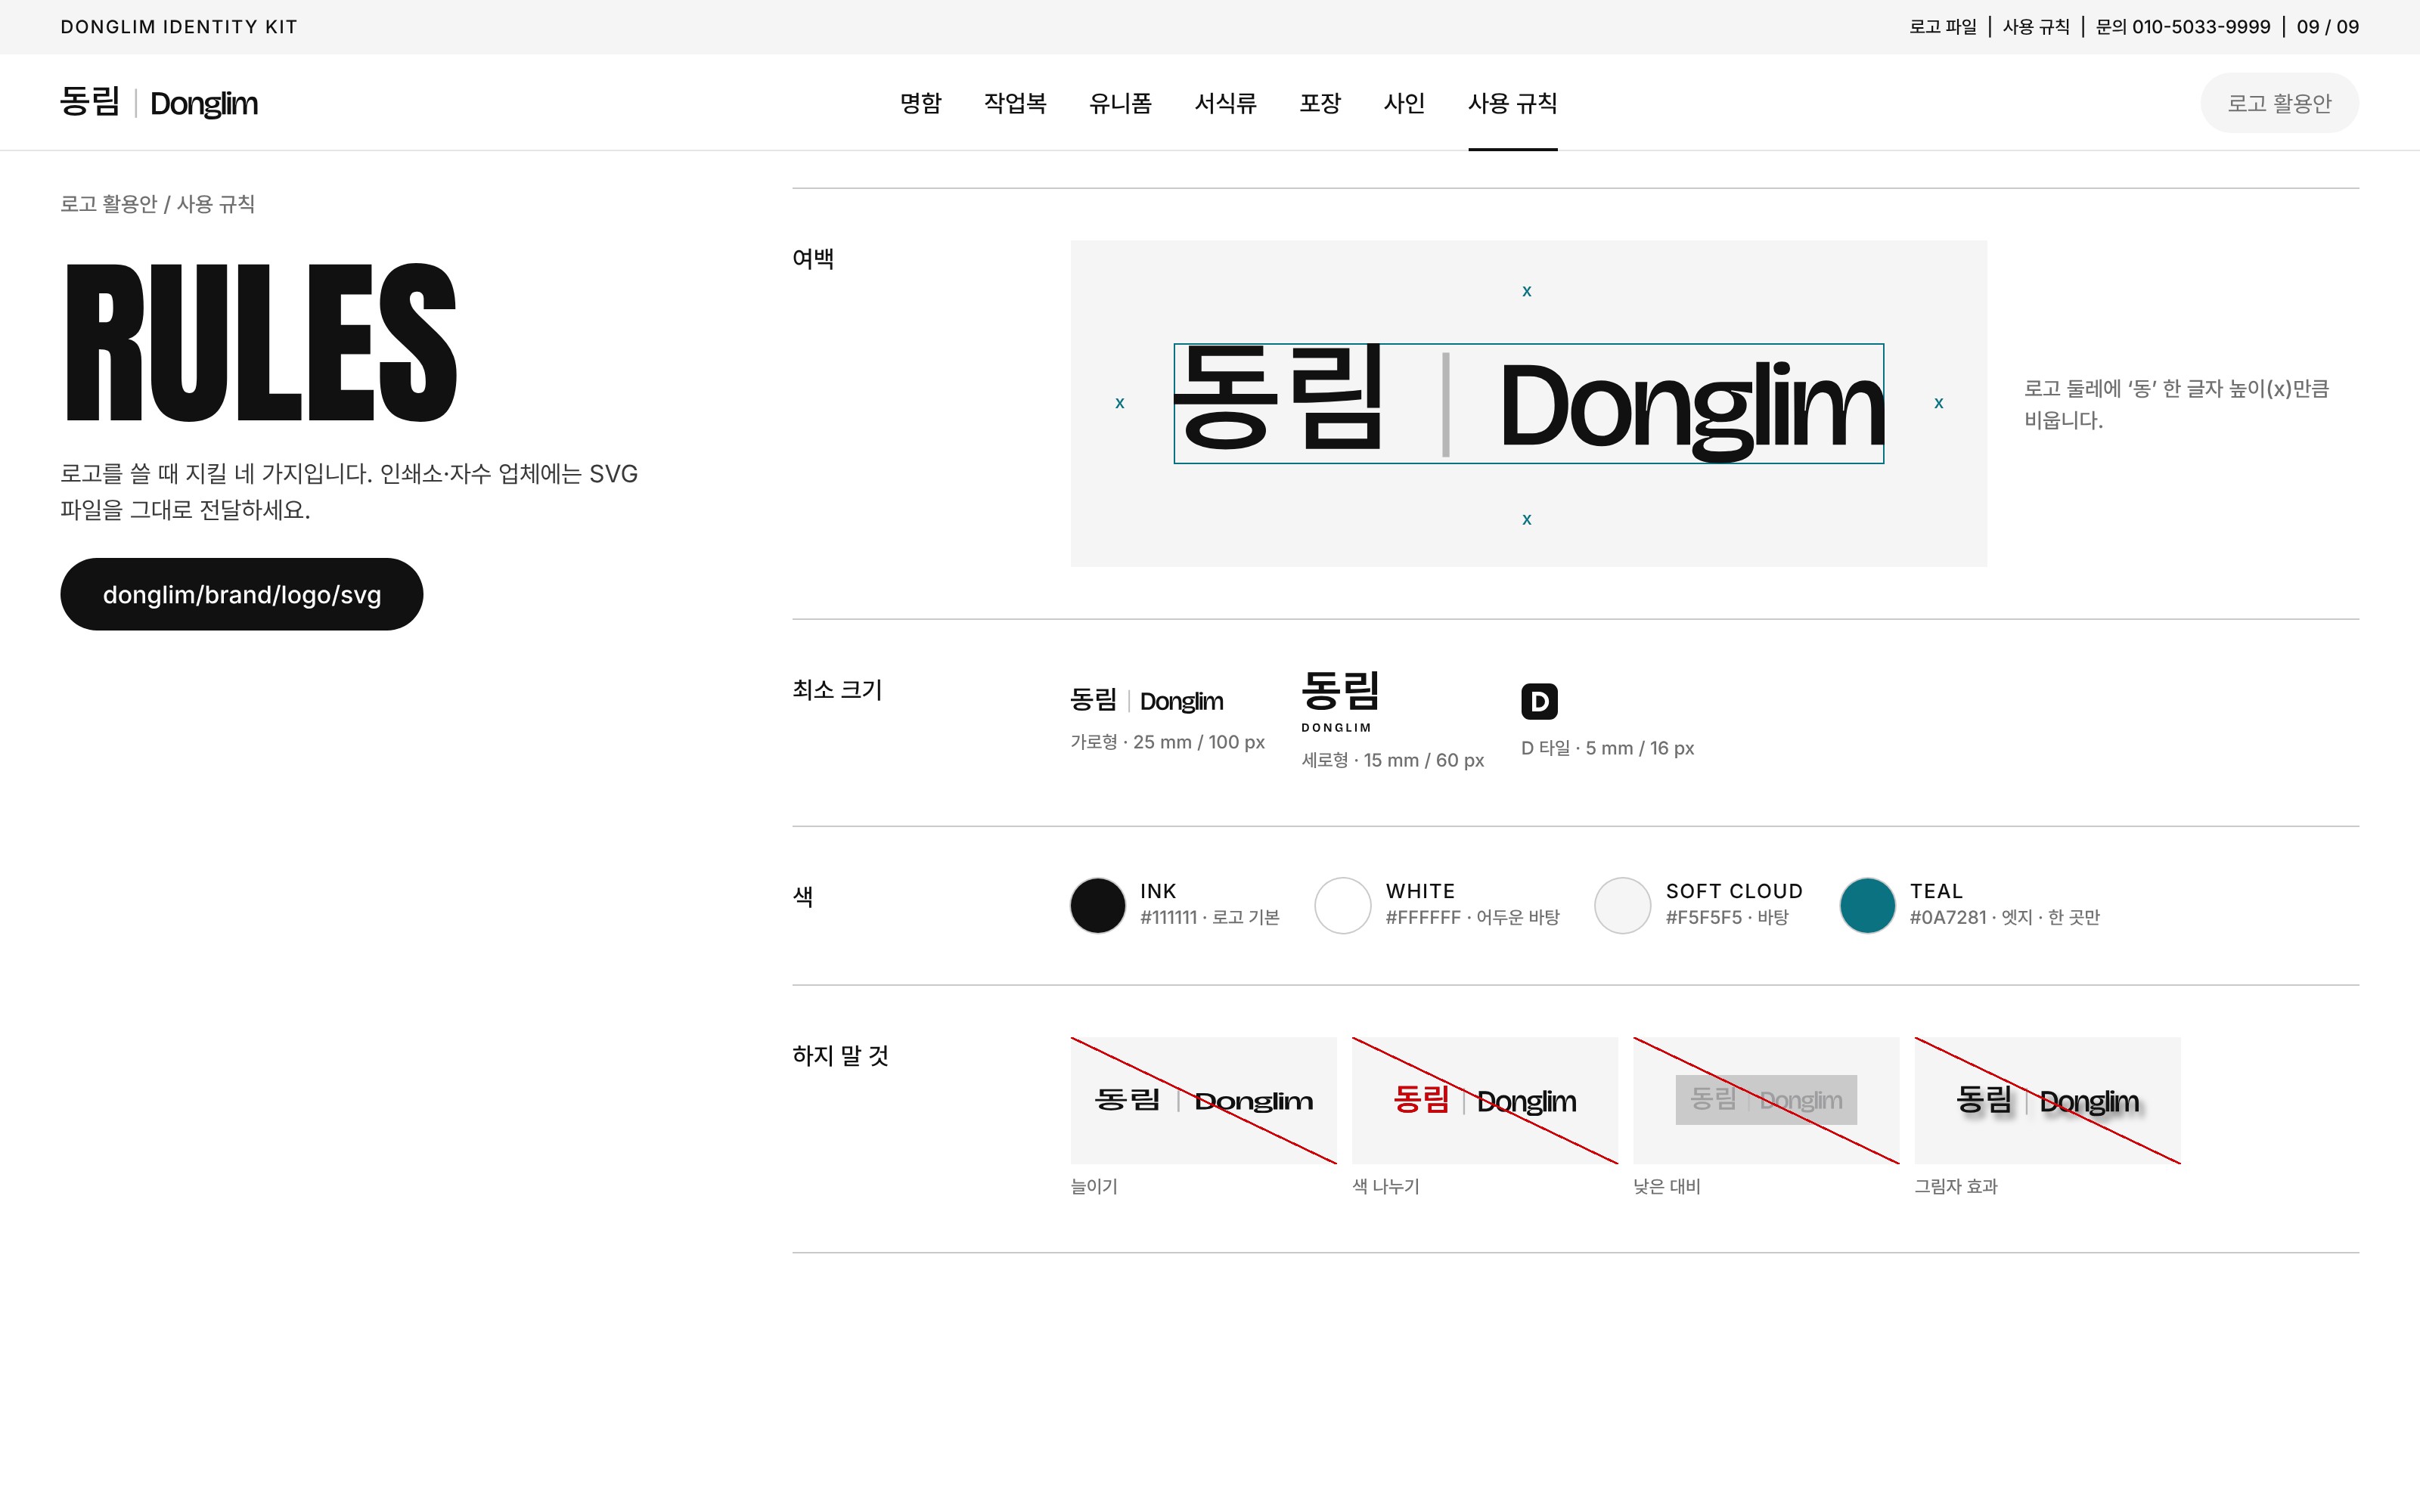 DONGLIM IDENTITY KIT
로고 파일 | 사용 규칙 | 문의 010-5033-9999 | 09 / 09
동림 | Donglim
명함 작업복 유니폼 서식류 포장 사인 사용 규칙
로고 활용안
로고 활용안 / 사용 규칙
RULES
로고를 쓸 때 지킬 네 가지입니다. 인쇄소·자수 업체에는 SVG
파일을 그대로 전달하세요.
donglim/brand/logo/svg
여백
x
x
동림 | Donglim
x
x
로고 둘레에 ‘동’ 한 글자 높이(x)만큼
비웁니다.
최소 크기
동림 | Donglim
가로형 · 25 mm / 100 px
동림
DONGLIM
세로형 · 15 mm / 60 px
D
D 타일 · 5 mm / 16 px
색
INK
#111111 · 로고 기본
WHITE
#FFFFFF · 어두운 바탕
SOFT CLOUD
#F5F5F5 · 바탕
TEAL
#0A7281 · 엣지 · 한 곳만
하지 말 것
동림 | Donglim
늘이기
동림 | Donglim
색 나누기
동림 | Donglim
낮은 대비
동림 | Donglim
그림자 효과